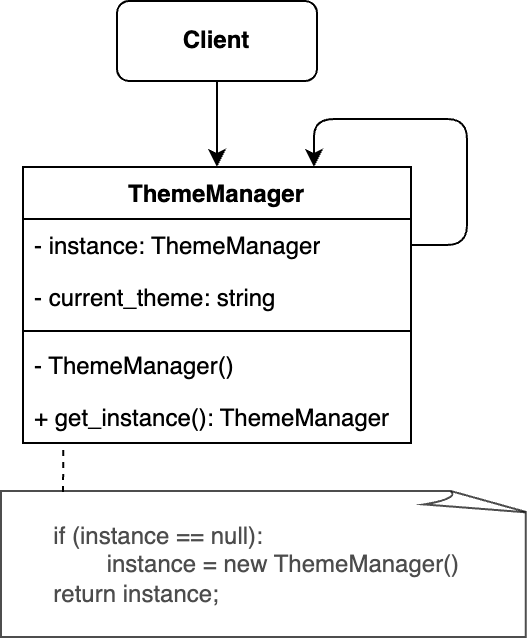 Client
ThemeManager
- instance: ThemeManager
- current_theme: string
- ThemeManager()
+ get_instance(): ThemeManager
if (instance == null):
instance = new ThemeManager()
return instance;